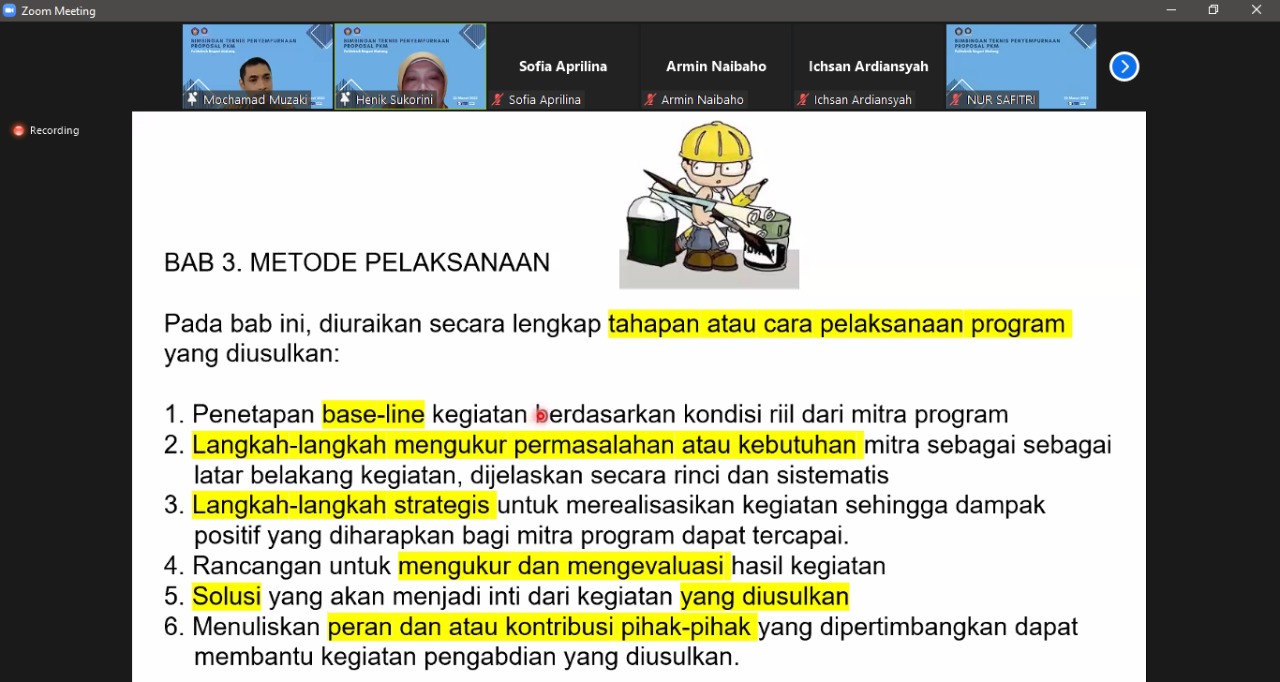 Zoom Meeting
BIMBINGAN TEKNIS PENYEMPURNAAN
PROPOSAL PKM
Mochamad Muzaki
BIMBINGAN TEKNIS PENYEMPURNAAN
PROPOSAL PKM
Henik Sukorini
Sofia Aprilina
Sofia Aprilina
Armin Naibaho
Armin Naibaho
Ichsan Ardiansyah
Ichsan Ardiansyah
BIMBINGAN TEKNIS PENYEMPURNAAN
PROPOSAL PKM
NUR SAFITRI
Recording
BAB 3. METODE PELAKSANAAN
Pada bab ini, diuraikan secara lengkap tahapan atau cara pelaksanaan program
yang diusulkan:
1. Penetapan base-line kegiatan berdasarkan kondisi riil dari mitra program
2. Langkah-langkah mengukur permasalahan atau kebutuhan mitra sebagai sebagai
latar belakang kegiatan, dijelaskan secara rinci dan sistematis
3. Langkah-langkah strategis untuk merealisasikan kegiatan sehingga dampak
positif yang diharapkan bagi mitra program dapat tercapai.
4. Rancangan untuk mengukur dan mengevaluasi hasil kegiatan
5. Solusi yang akan menjadi inti dari kegiatan yang diusulkan
6. Menuliskan peran dan atau kontribusi pihak-pihak yang dipertimbangkan dapat
membantu kegiatan pengabdian yang diusulkan.